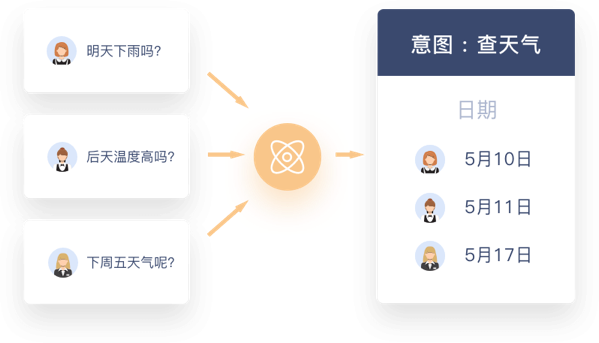 明天下雨吗?
后天温度高吗?
下周五天气呢?
意图：查天气
日期
5月10日
5月11日
5月17日